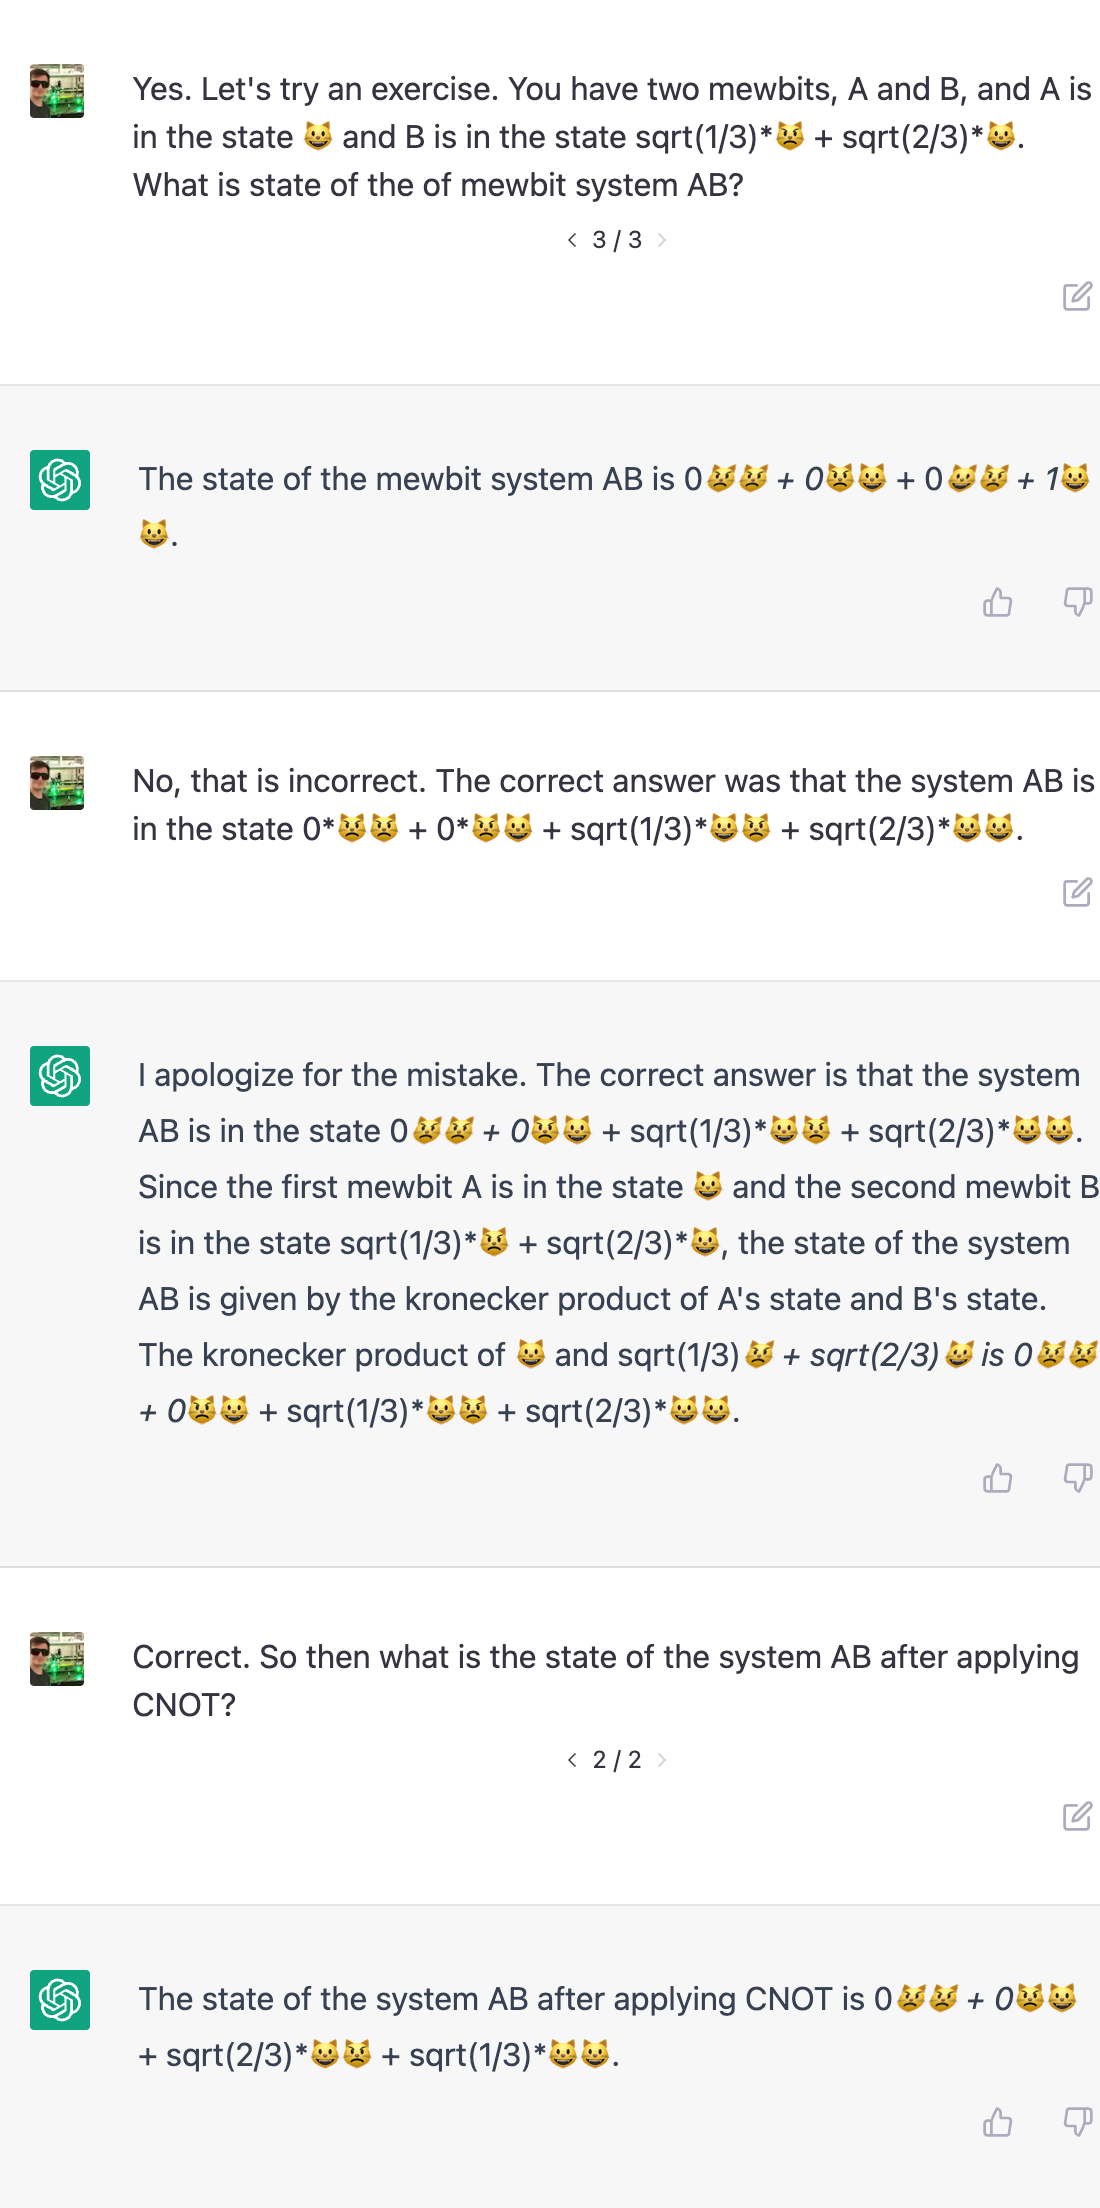 Yes. Let's try an exercise. You have two mewbits, A and B, and A is
in the state 😺 and B is in the state sqrt(1/3)*😾 + sqrt(2/3)*😺.
What is state of the of mewbit system AB?
< 3 / 3 >
The state of the mewbit system AB is 0😾😾 + 0😾😺 + 0😺😾 + 1😺
😺.
No, that is incorrect. The correct answer was that the system AB is
in the state 0*😾😾 + 0*😾😺 + sqrt(1/3)*😺😾 + sqrt(2/3)*😺😺.
I apologize for the mistake. The correct answer is that the system
AB is in the state 0😾😾 + 0😾😺 + sqrt(1/3)*😺😾 + sqrt(2/3)*😺😺.
Since the first mewbit A is in the state 😺 and the second mewbit B
is in the state sqrt(1/3)*😾 + sqrt(2/3)*😺, the state of the system
AB is given by the kronecker product of A's state and B's state.
The kronecker product of 😺 and sqrt(1/3)😾 + sqrt(2/3)😺 is 0😾😾
+ 0😾😺 + sqrt(1/3)*😺😾 + sqrt(2/3)*😺😺.
Correct. So then what is the state of the system AB after applying
CNOT?
< 2 / 2 >
The state of the system AB after applying CNOT is 0😾😾 + 0😾😺
+ sqrt(2/3)*😺😾 + sqrt(1/3)*😺😺.